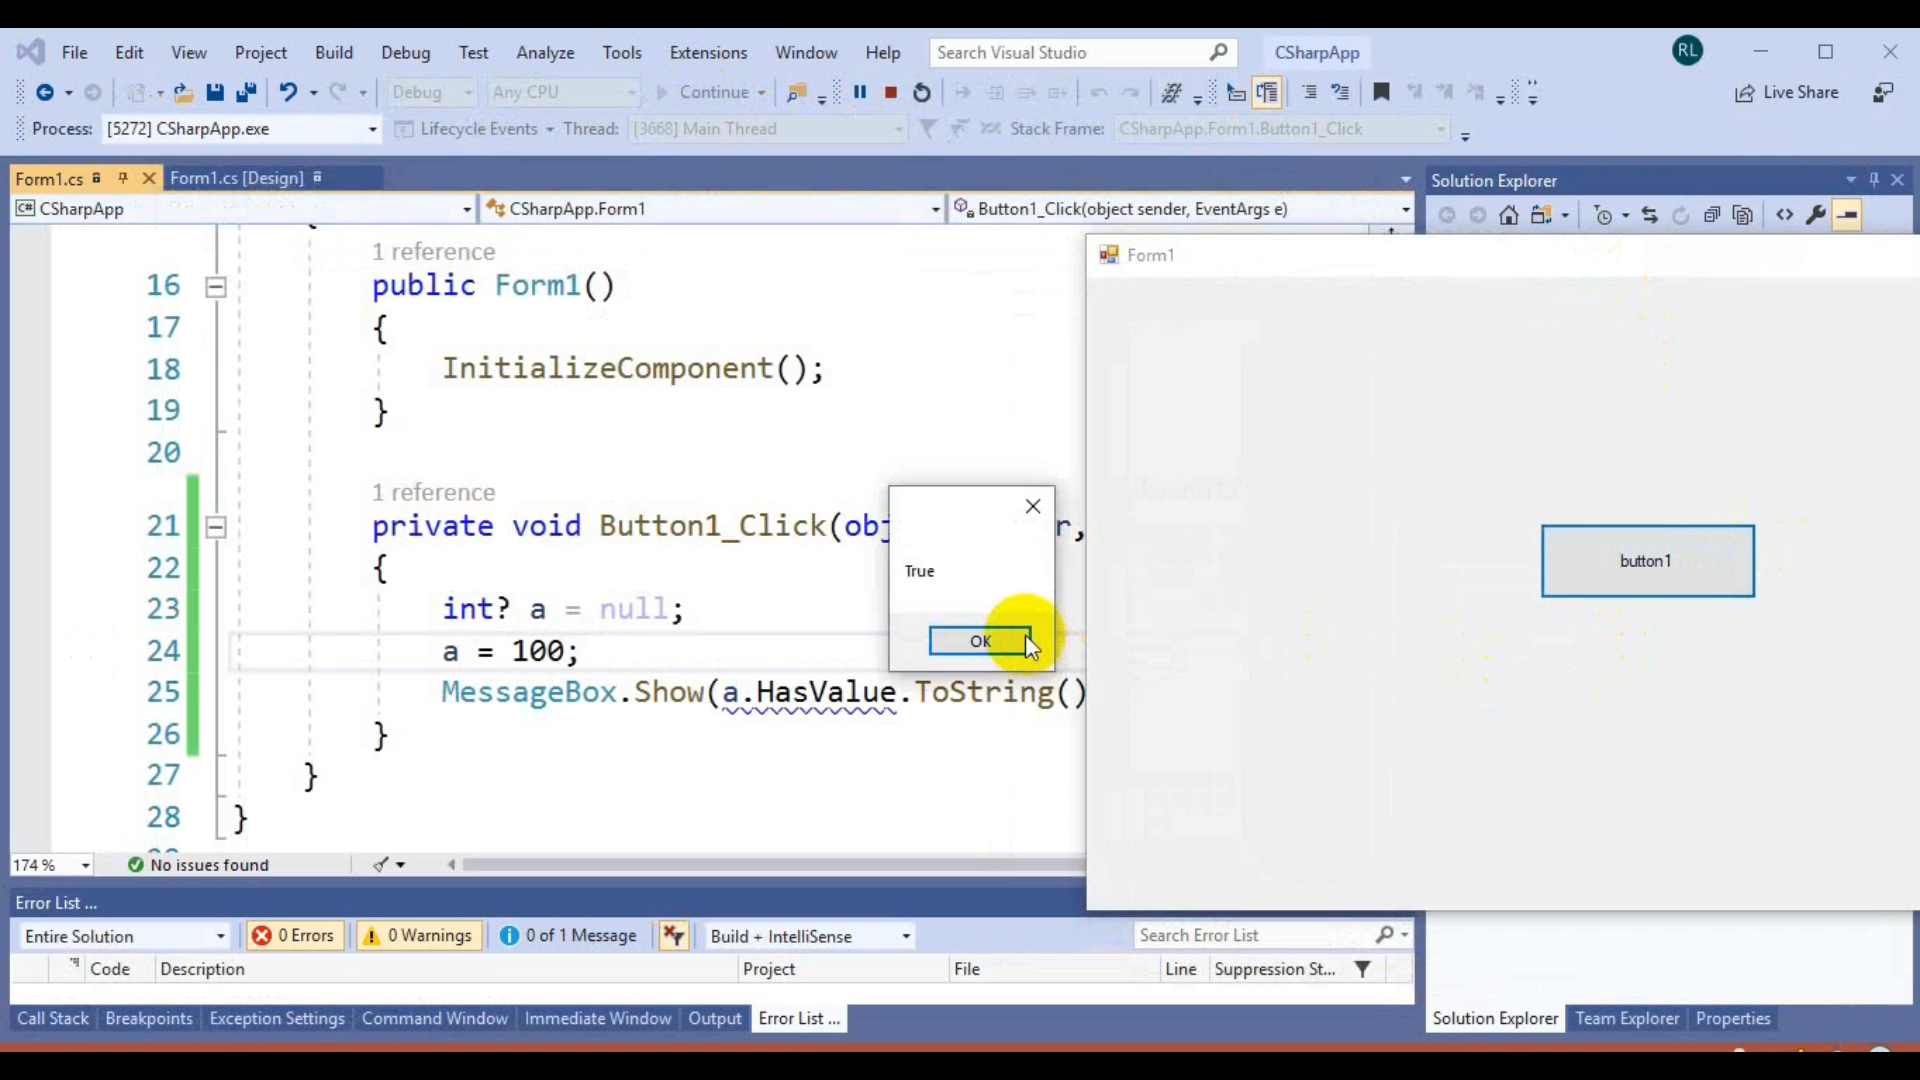 File Edit View Project Build Debug Test Analyze Tools Extensions Window Help Search Visual Studio CSharpApp RL
Debug Any CPU Continue Live Share
Process: [5272] CSharpApp.exe Lifecycle Events Thread: [3668] Main Thread Stack Frame: CSharpApp.Form1.Button1_Click
Form1.cs Form1.cs [Design] Solution Explorer
C# CSharpApp CSharpApp.Form1 Button1_Click(object sender, EventArgs e)
Form1
{
1 reference
16 public Form1()
17 {
18 InitializeComponent();
19 }
20
1 reference
21 private void Button1_Click(obj r,
22 {
23 int? a = null;
24 a = 100;
25 MessageBox.Show(a.HasValue.ToString()
26 }
27 }
28 }
True
OK
button1
174 % No issues found
Error List ...
Entire Solution 0 Errors 0 Warnings 0 of 1 Message Build + IntelliSense Search Error List
Code Description Project File Line Suppression St...
Call Stack Breakpoints Exception Settings Command Window Immediate Window Output Error List ... Solution Explorer Team Explorer Properties